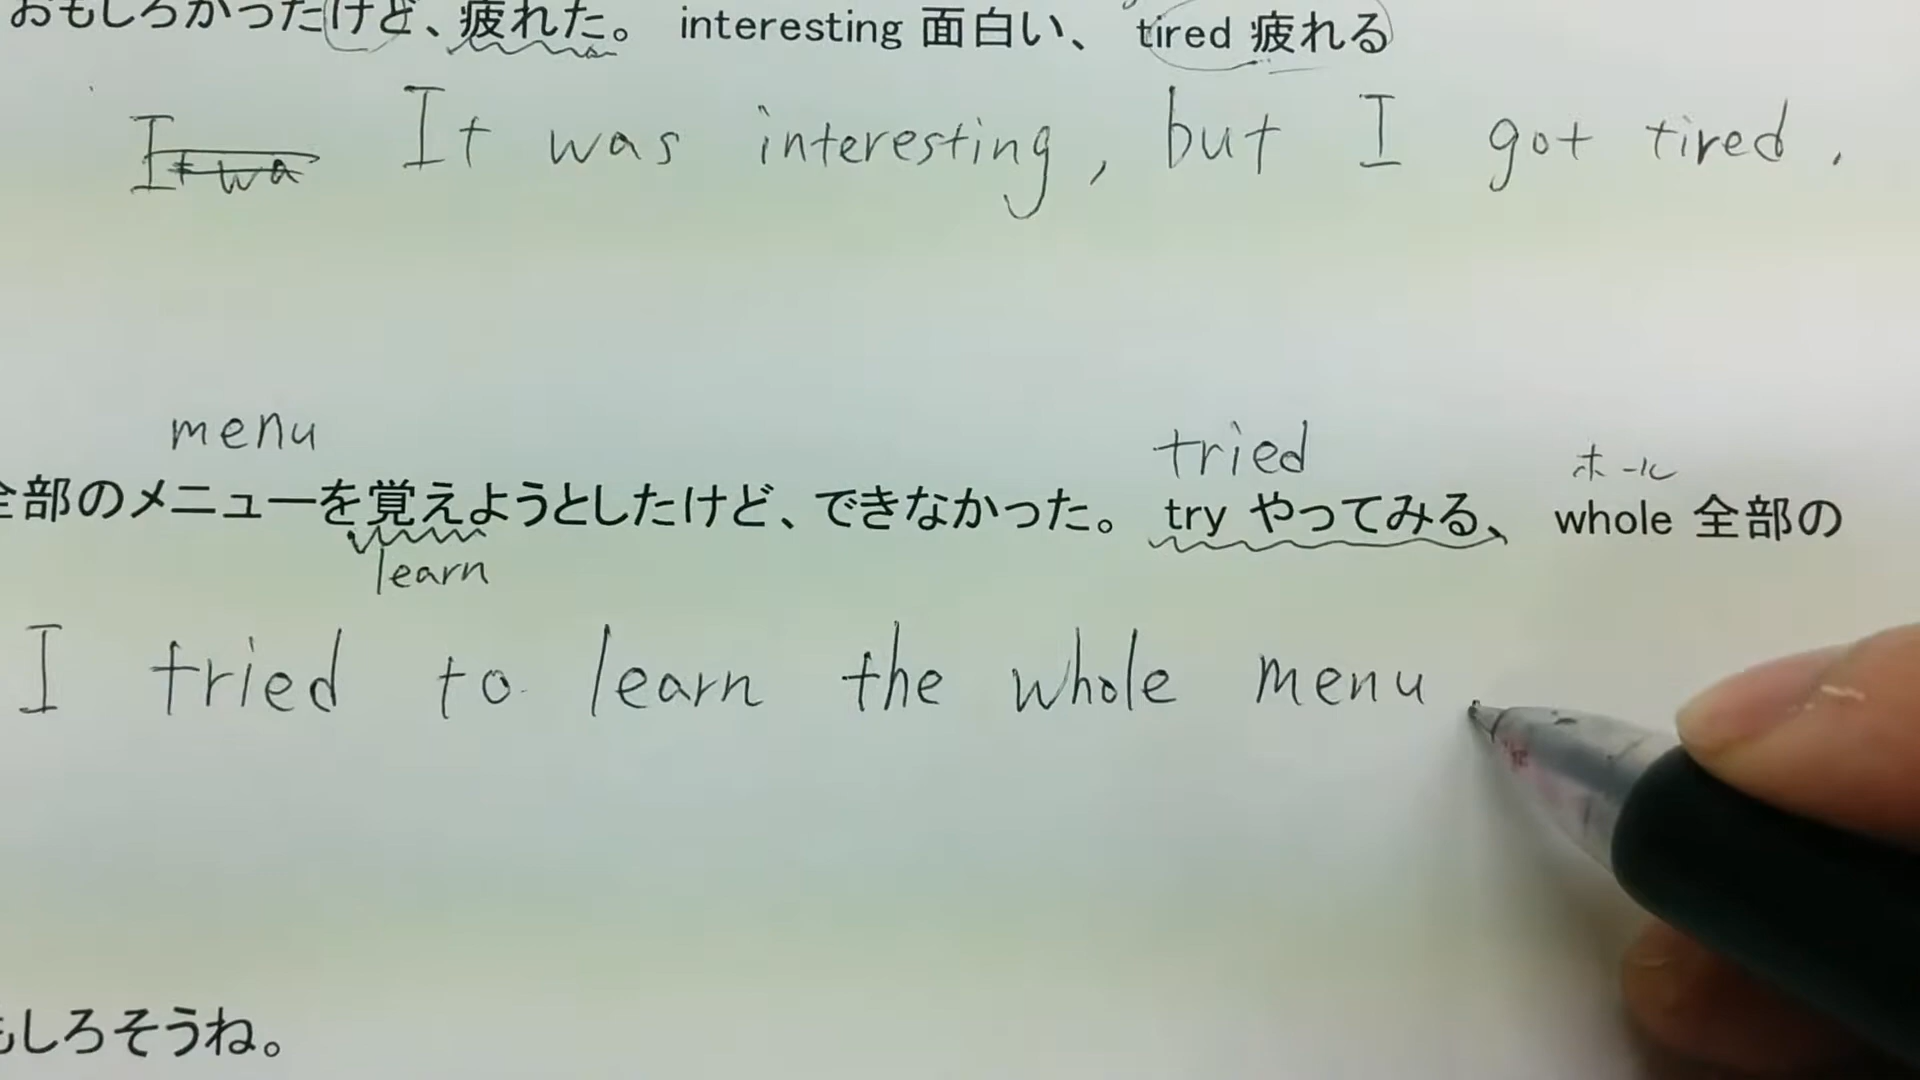 おもしろかったけど、疲れた。 interesting 面白い、 tired 疲れる
It wa It was interesting, but I got tired.
menu tried ホール
全部のメニューを覚えようとしたけど、できなかった。 try やってみる、 whole 全部の
learn
I tried to learn the whole menu
もしろそうね。